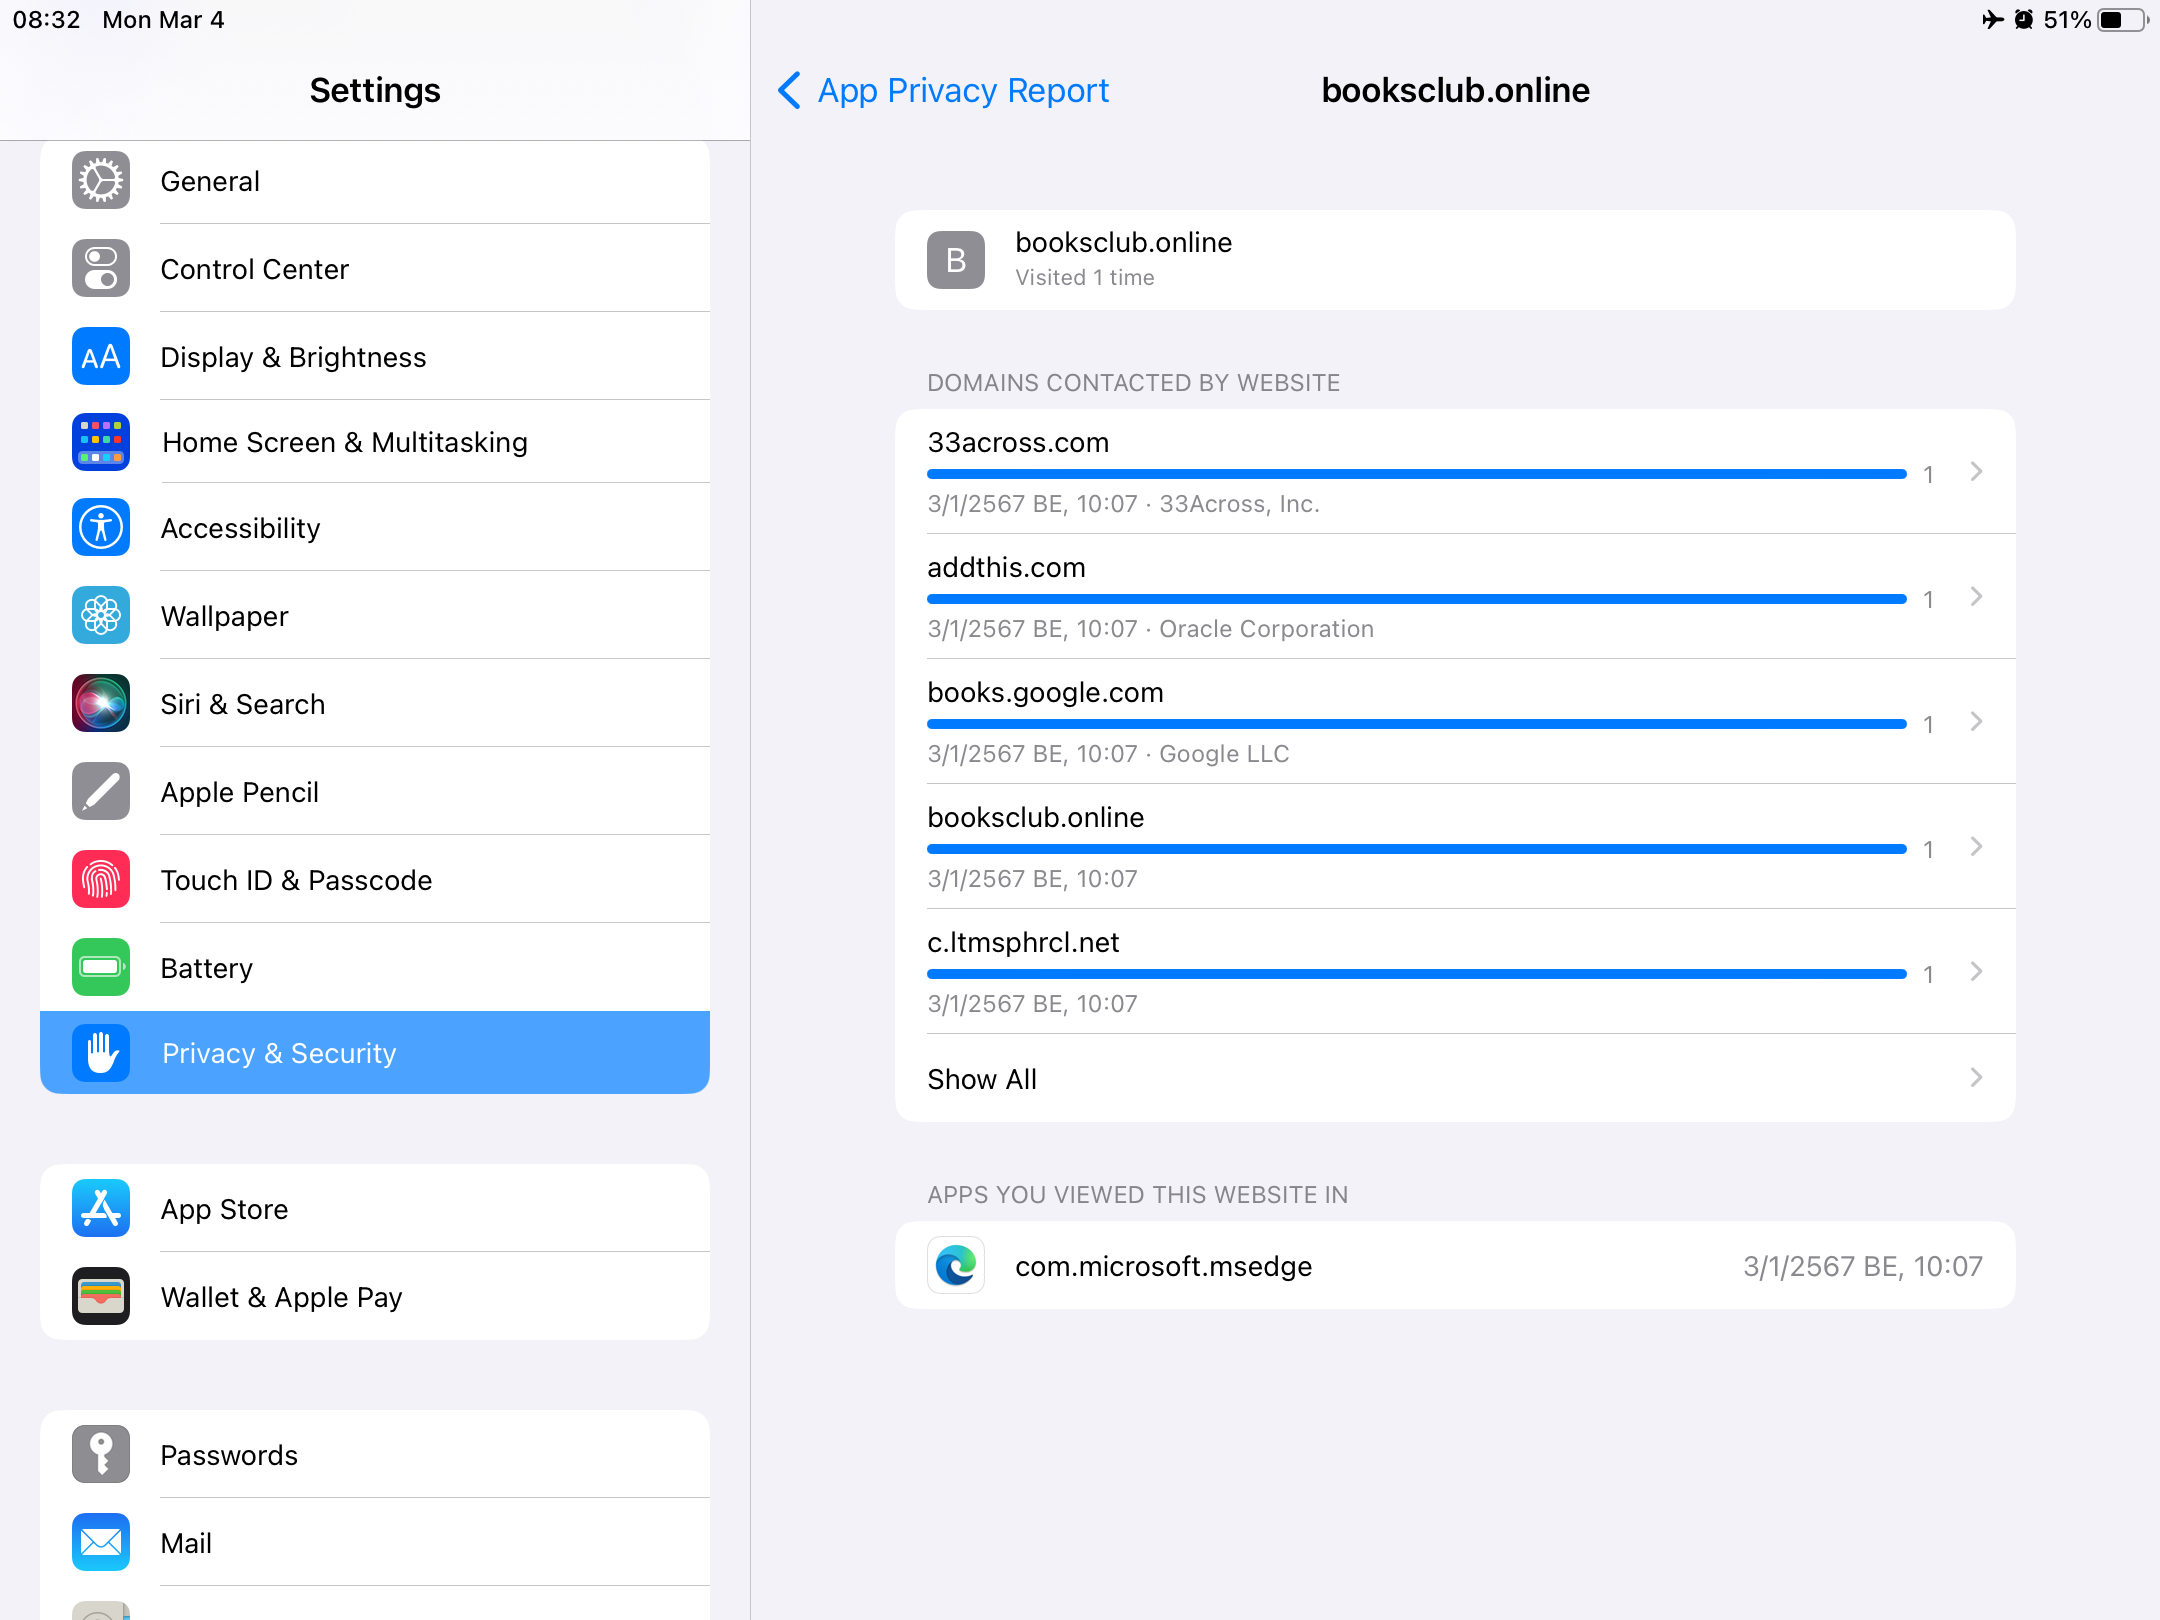 08:32 Mon Mar 4
51%
Settings
General
Control Center
AA Display & Brightness
Home Screen & Multitasking
Accessibility
Wallpaper
Siri & Search
Apple Pencil
Touch ID & Passcode
Battery
Privacy & Security
App Store
Wallet & Apple Pay
Passwords
Mail
App Privacy Report
booksclub.online
B
booksclub.online
Visited 1 time
DOMAINS CONTACTED BY WEBSITE
33across.com
1
3/1/2567 BE, 10:07 · 33Across, Inc.
addthis.com
1
3/1/2567 BE, 10:07 · Oracle Corporation
books.google.com
1
3/1/2567 BE, 10:07 · Google LLC
booksclub.online
1
3/1/2567 BE, 10:07
c.ltmsphrcl.net
1
3/1/2567 BE, 10:07
Show All
APPS YOU VIEWED THIS WEBSITE IN
com.microsoft.msedge 3/1/2567 BE, 10:07